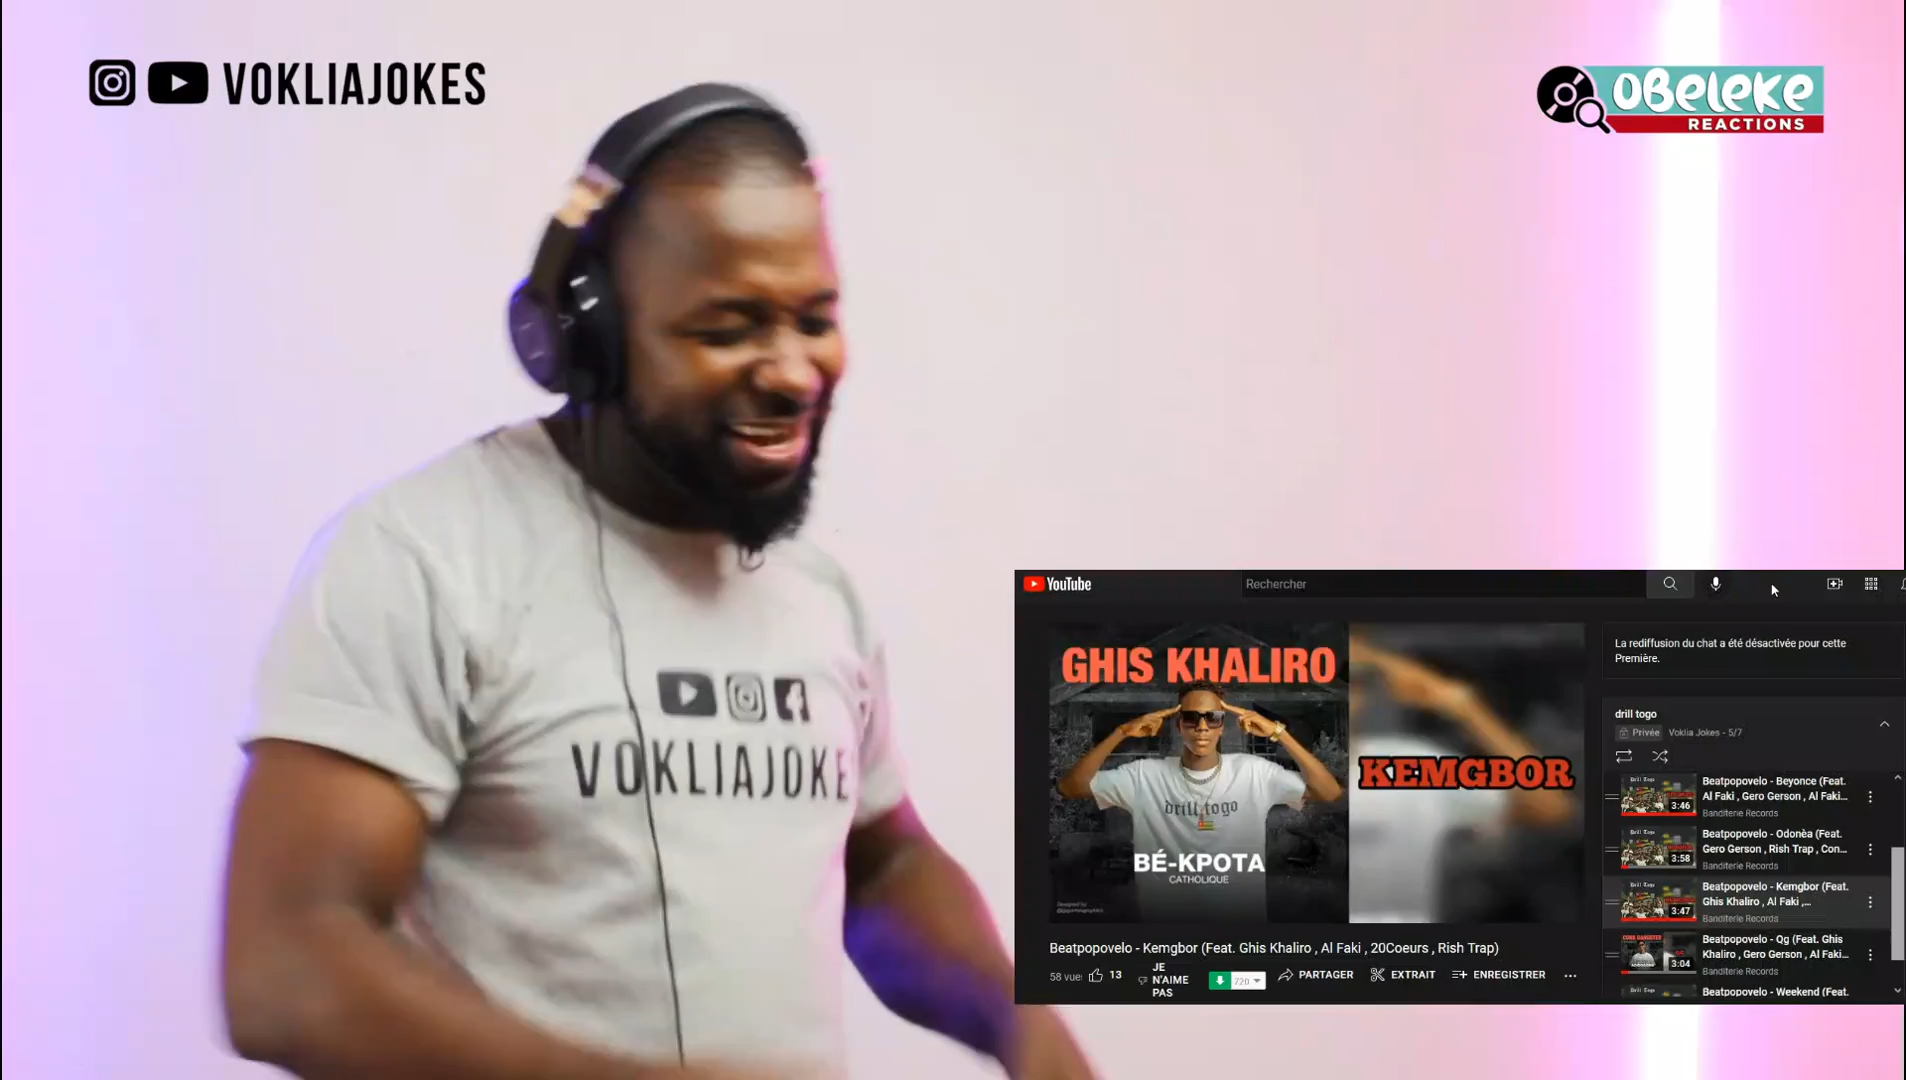 VOKLIAJOKES
OBELEKE
REACTIONS
VOKLIAJOKE
YouTube
Rechercher
GHIS KHALIRO
KEMGBOR
drill togo
BÉ-KPOTA
CATHOLIQUE
Beatpopovelo - Kemgbor (Feat. Ghis Khaliro , Al Faki , 20Coeurs , Rish Trap)
58 vues
13
JE N'AIME PAS
720
PARTAGER
EXTRAIT
ENREGISTRER
La rediffusion du chat a été désactivée pour cette
Première.
drill togo
Privée Voklia Jokes - 5/7
Beatpopovelo - Beyonce (Feat.
Al Faki , Gero Gerson , Al Faki...
3:46
Banditerie Records
Beatpopovelo - Odonèa (Feat.
Gero Gerson , Rish Trap , Con...
3:58
Banditerie Records
Beatpopovelo - Kemgbor (Feat.
Ghis Khaliro , Al Faki ,...
3:47
Banditerie Records
Beatpopovelo - Qg (Feat. Ghis
Khaliro , Gero Gerson , Al Faki...
3:04
Banditerie Records
Beatpopovelo - Weekend (Feat.